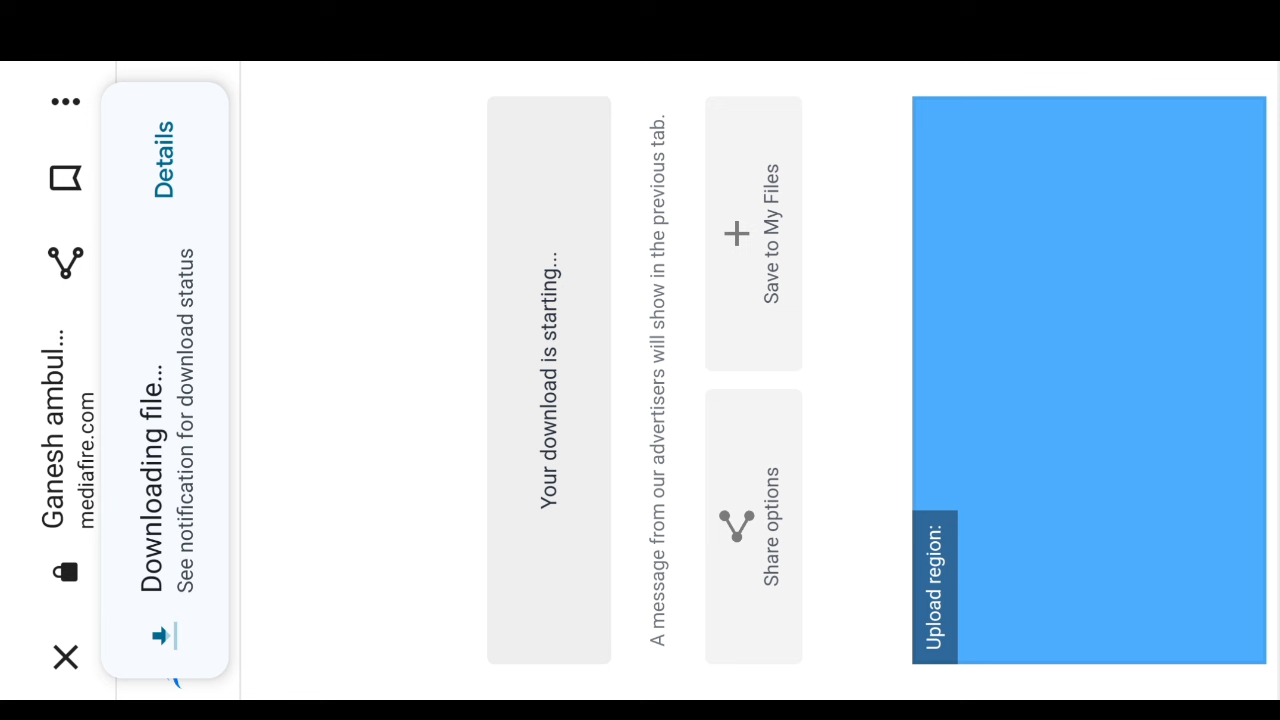 Ganesh ambul...
mediafire.com
Downloading file...
See notification for download status
Details
Your download is starting...
A message from our advertisers will show in the previous tab.
Share options
Save to My Files
Upload region: